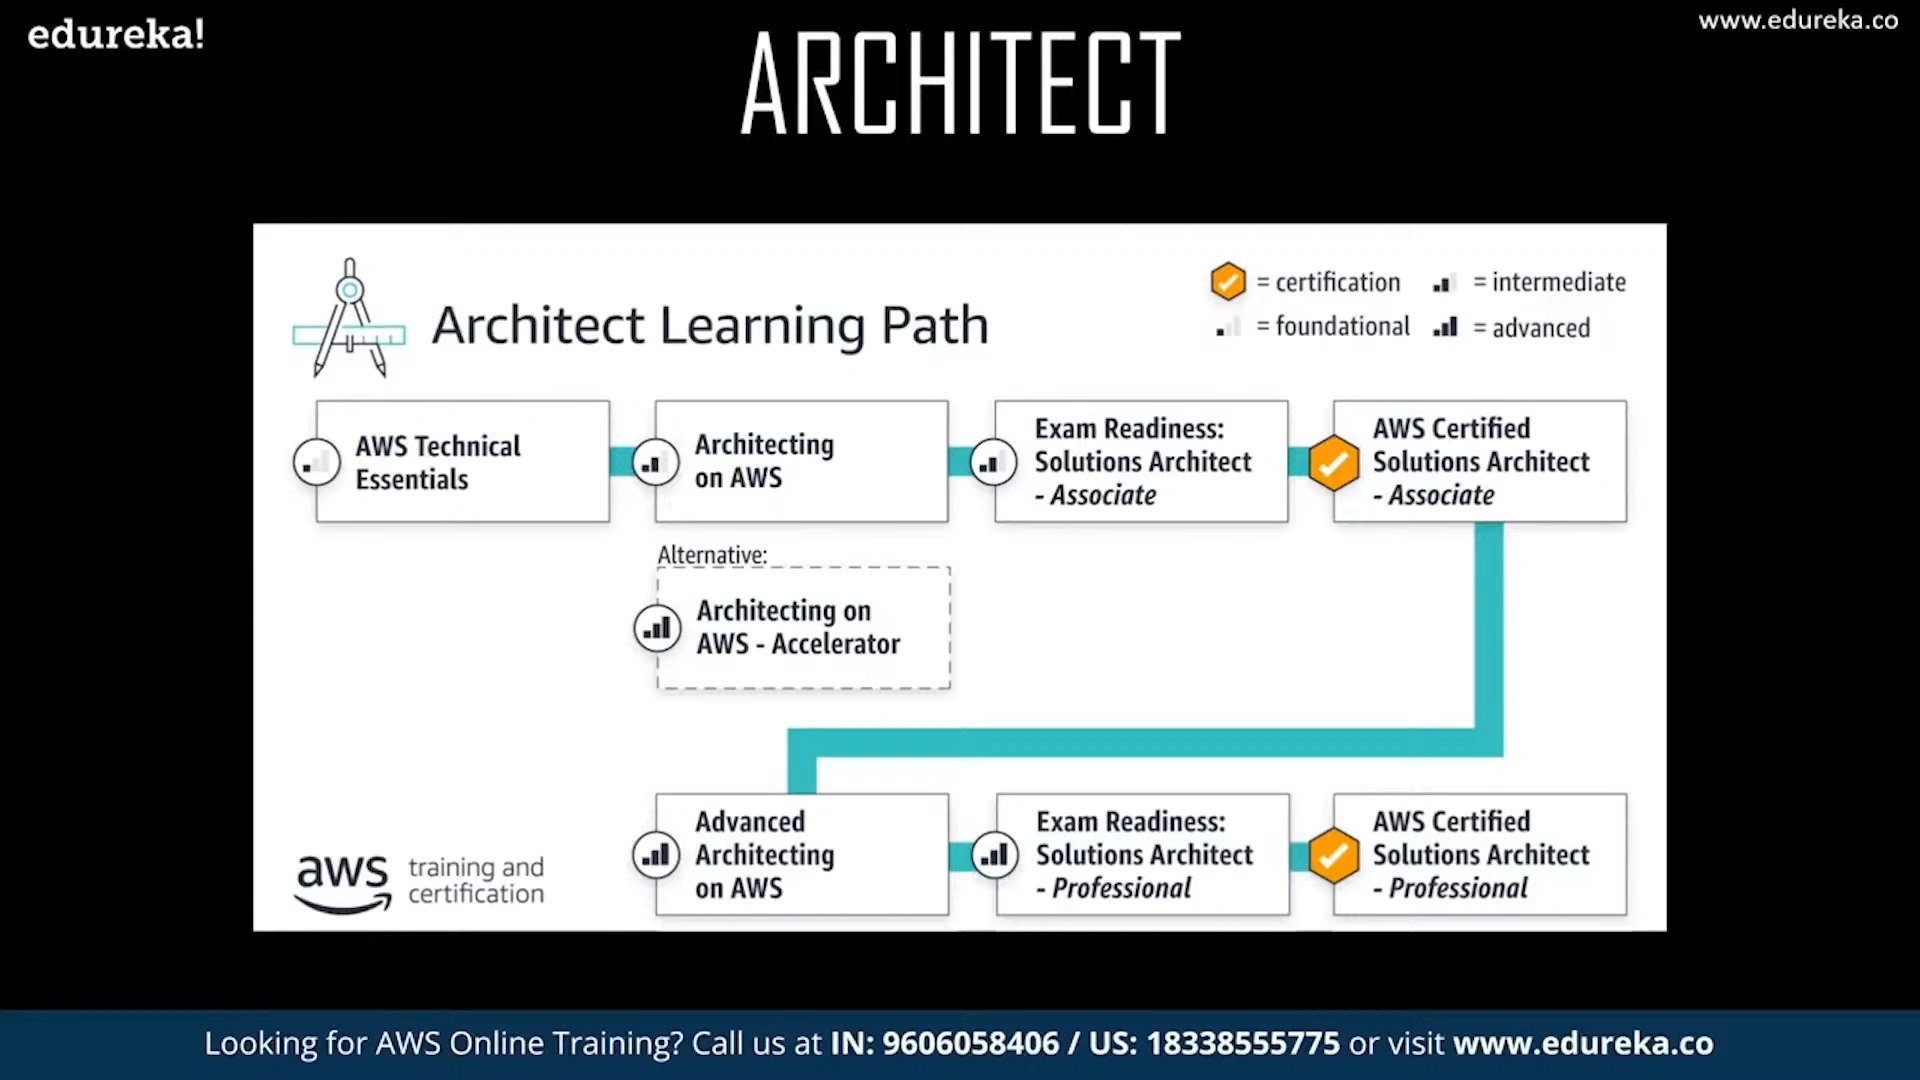 edureka!
www.edureka.co
ARCHITECT
Architect Learning Path
= certification
= intermediate
= foundational
= advanced
AWS Technical
Essentials
Architecting
on AWS
Exam Readiness:
Solutions Architect
- Associate
AWS Certified
Solutions Architect
- Associate
Alternative:
Architecting on
AWS - Accelerator
Advanced
Architecting
on AWS
Exam Readiness:
Solutions Architect
- Professional
AWS Certified
Solutions Architect
- Professional
aws
training and
certification
Looking for AWS Online Training? Call us at IN: 9606058406 / US: 18338555775 or visit www.edureka.co